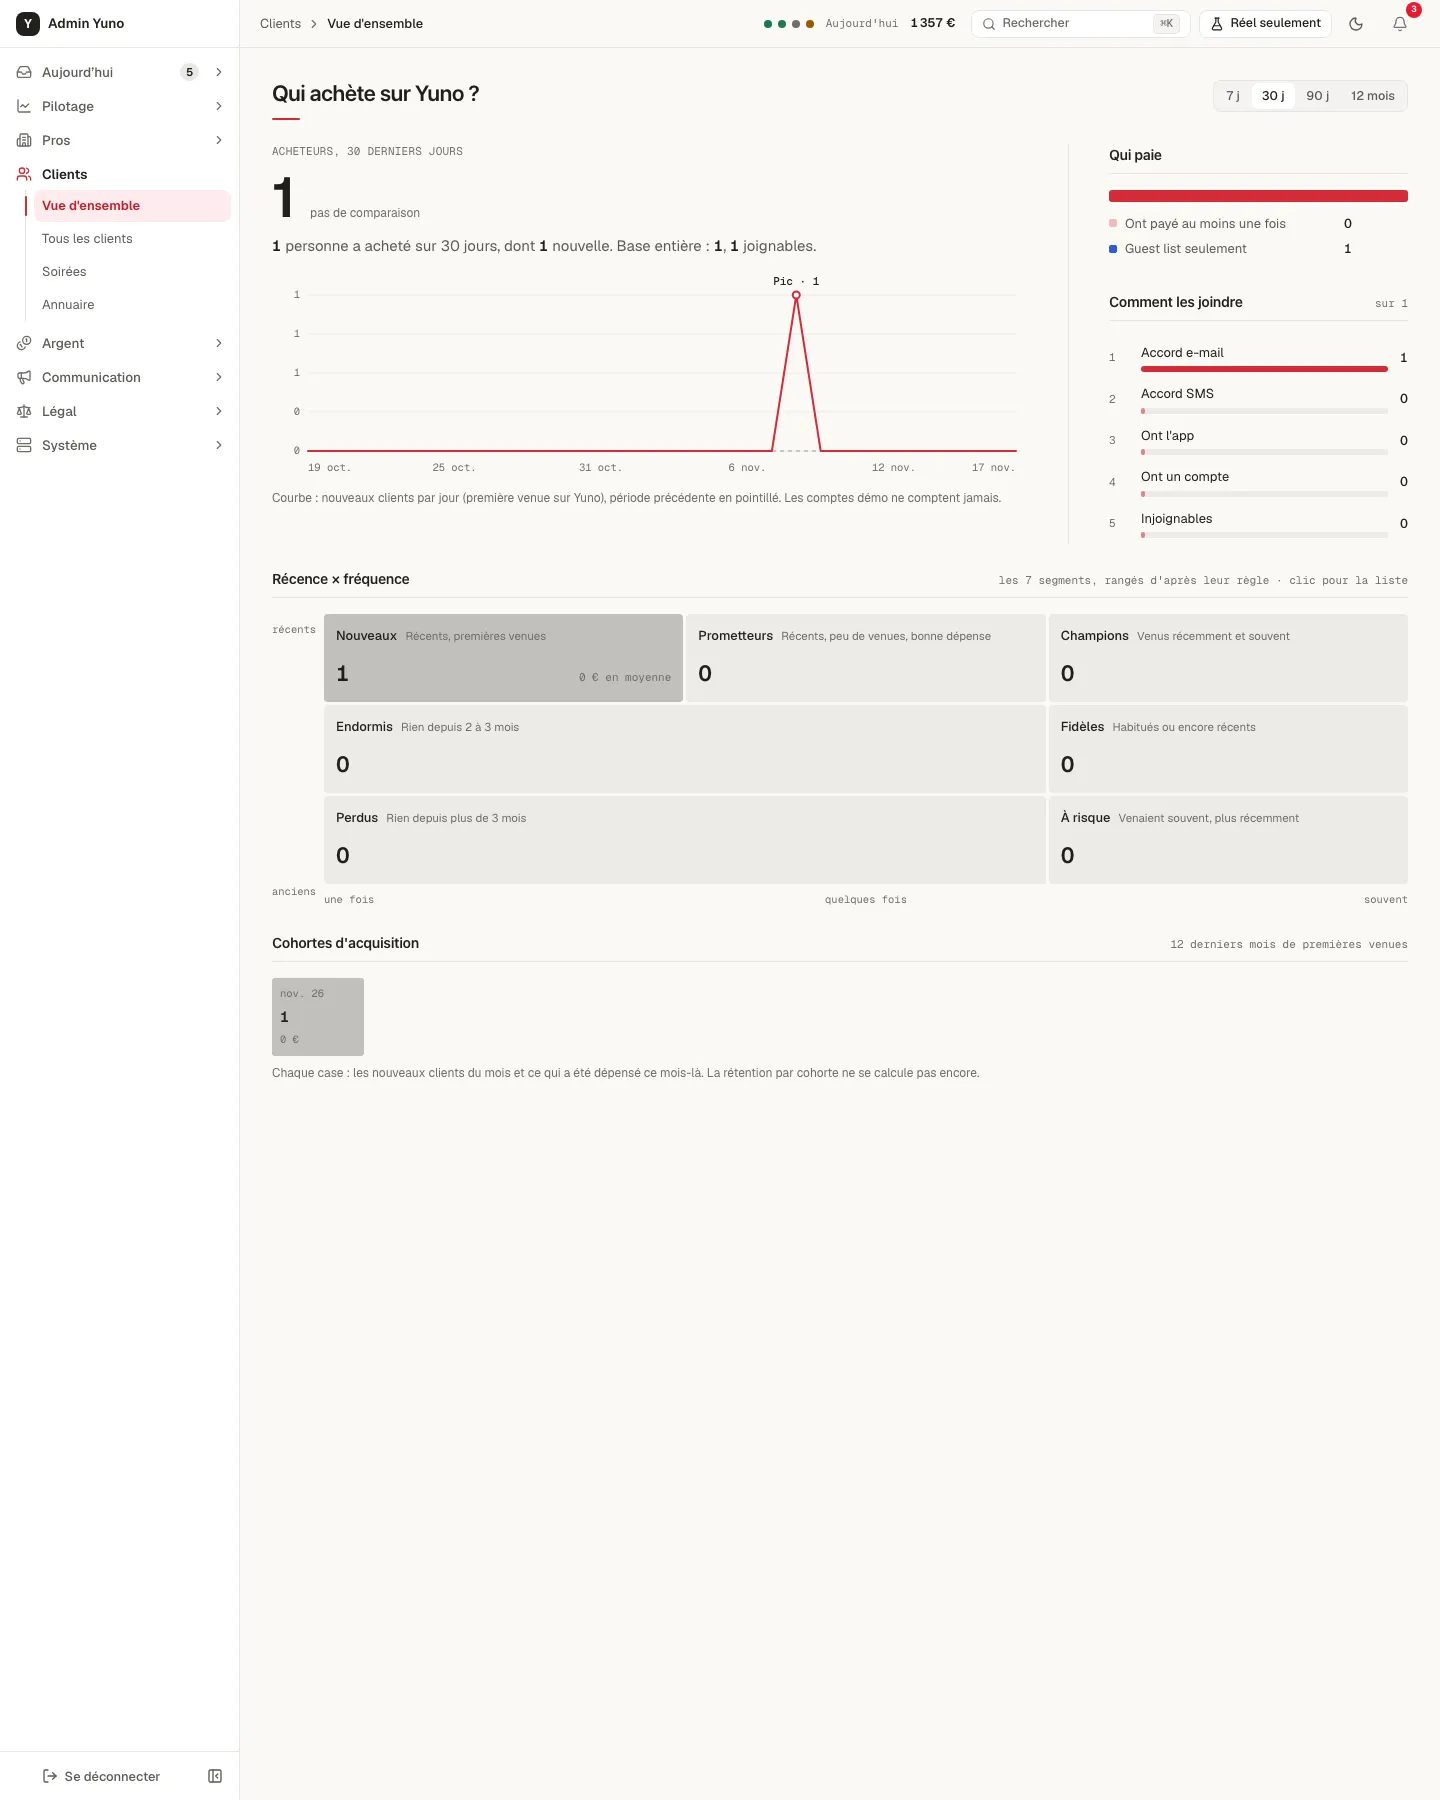 Y Admin Yuno
Clients > Vue d'ensemble
Aujourd'hui 1 357 €
Rechercher ⌘K
Réel seulement
3
Aujourd'hui 5
Pilotage
Pros
Clients
Vue d'ensemble
Tous les clients
Soirées
Annuaire
Argent
Communication
Légal
Système
Se déconnecter
Qui achète sur Yuno ?
7 j 30 j 90 j 12 mois
ACHETEURS, 30 DERNIERS JOURS
1 pas de comparaison
1 personne a acheté sur 30 jours, dont 1 nouvelle. Base entière : 1, 1 joignables.
Pic · 1
1
1
1
0
0
19 oct. 25 oct. 31 oct. 6 nov. 12 nov. 17 nov.
Courbe : nouveaux clients par jour (première venue sur Yuno), période précédente en pointillé. Les comptes démo ne comptent jamais.
Qui paie
Ont payé au moins une fois 0
Guest list seulement 1
Comment les joindre sur 1
1 Accord e-mail 1
2 Accord SMS 0
3 Ont l'app 0
4 Ont un compte 0
5 Injoignables 0
Récence × fréquence les 7 segments, rangés d'après leur règle · clic pour la liste
récents
Nouveaux Récents, premières venues
1 0 € en moyenne
Prometteurs Récents, peu de venues, bonne dépense
0
Champions Venus récemment et souvent
0
Endormis Rien depuis 2 à 3 mois
0
Fidèles Habitués ou encore récents
0
Perdus Rien depuis plus de 3 mois
0
À risque Venaient souvent, plus récemment
0
anciens
une fois quelques fois souvent
Cohortes d'acquisition 12 derniers mois de premières venues
nov. 26
1
0 €
Chaque case : les nouveaux clients du mois et ce qui a été dépensé ce mois-là. La rétention par cohorte ne se calcule pas encore.